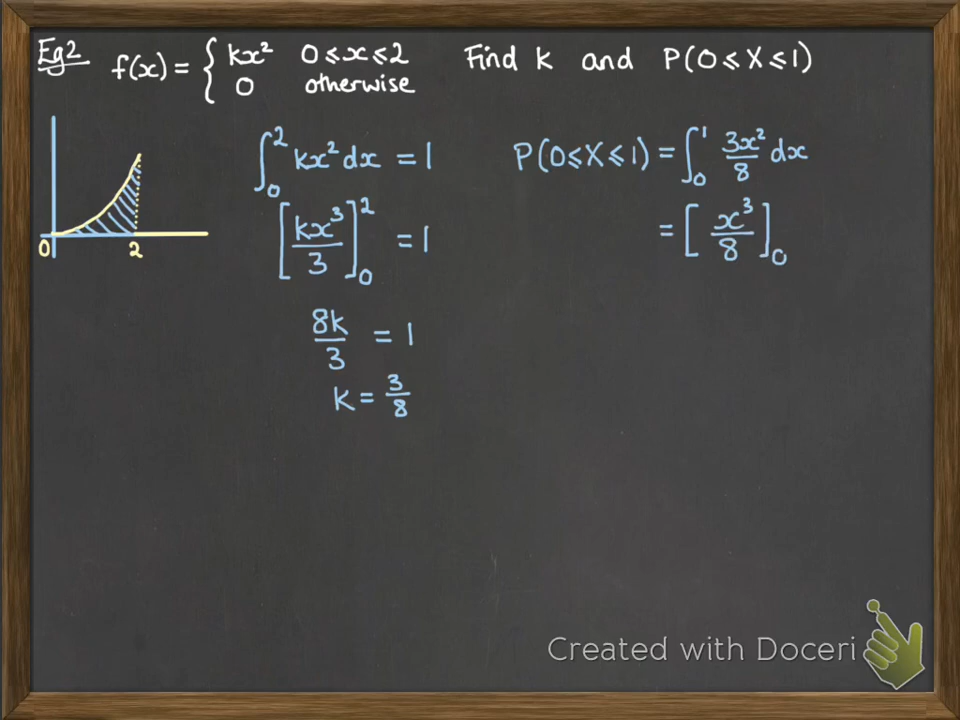 Eg2 f(x) = { kx² 0 ≤ x ≤ 2 Find k and P(0 ≤ X ≤ 1)
0 otherwise
0 2
∫₀² kx² dx = 1
[kx³/3]₀² = 1
8k/3 = 1
k = 3/8
P(0 ≤ X ≤ 1) = ∫₀¹ 3x²/8 dx
= [x³/8]₀
Created with Doceri